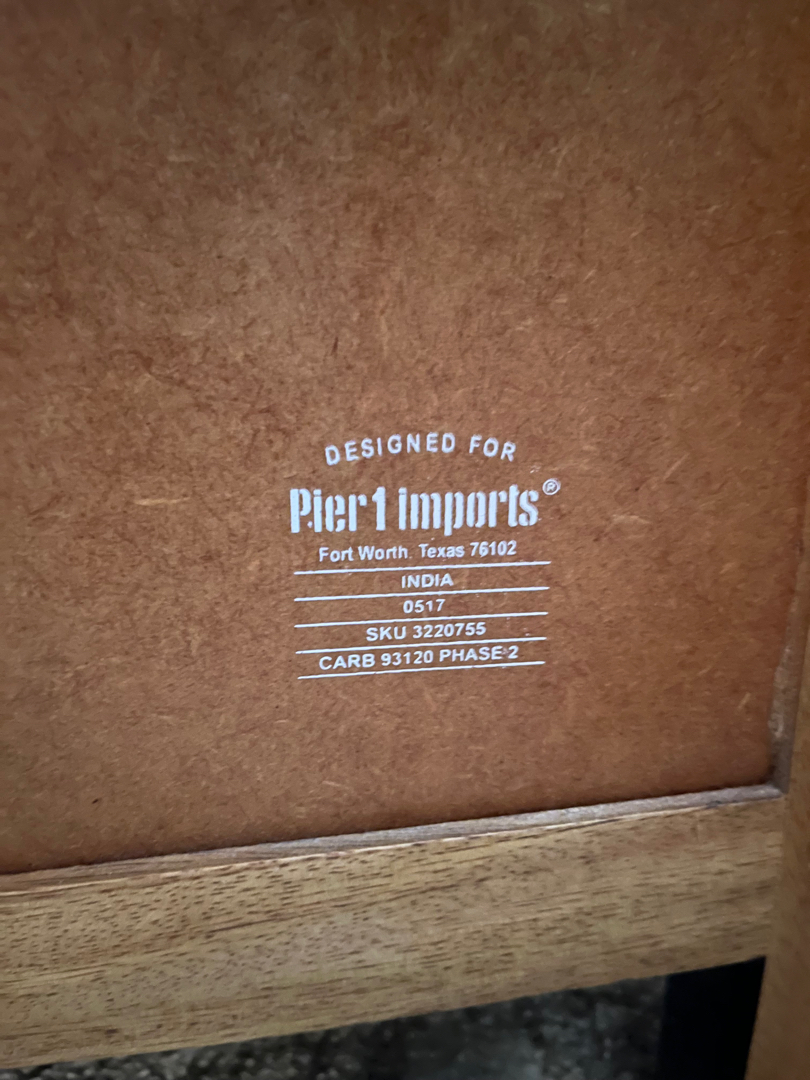 DESIGNED FOR
Pier 1 imports®
Fort Worth, Texas 76102
INDIA
0517
SKU 3220755
CARB 93120 PHASE 2